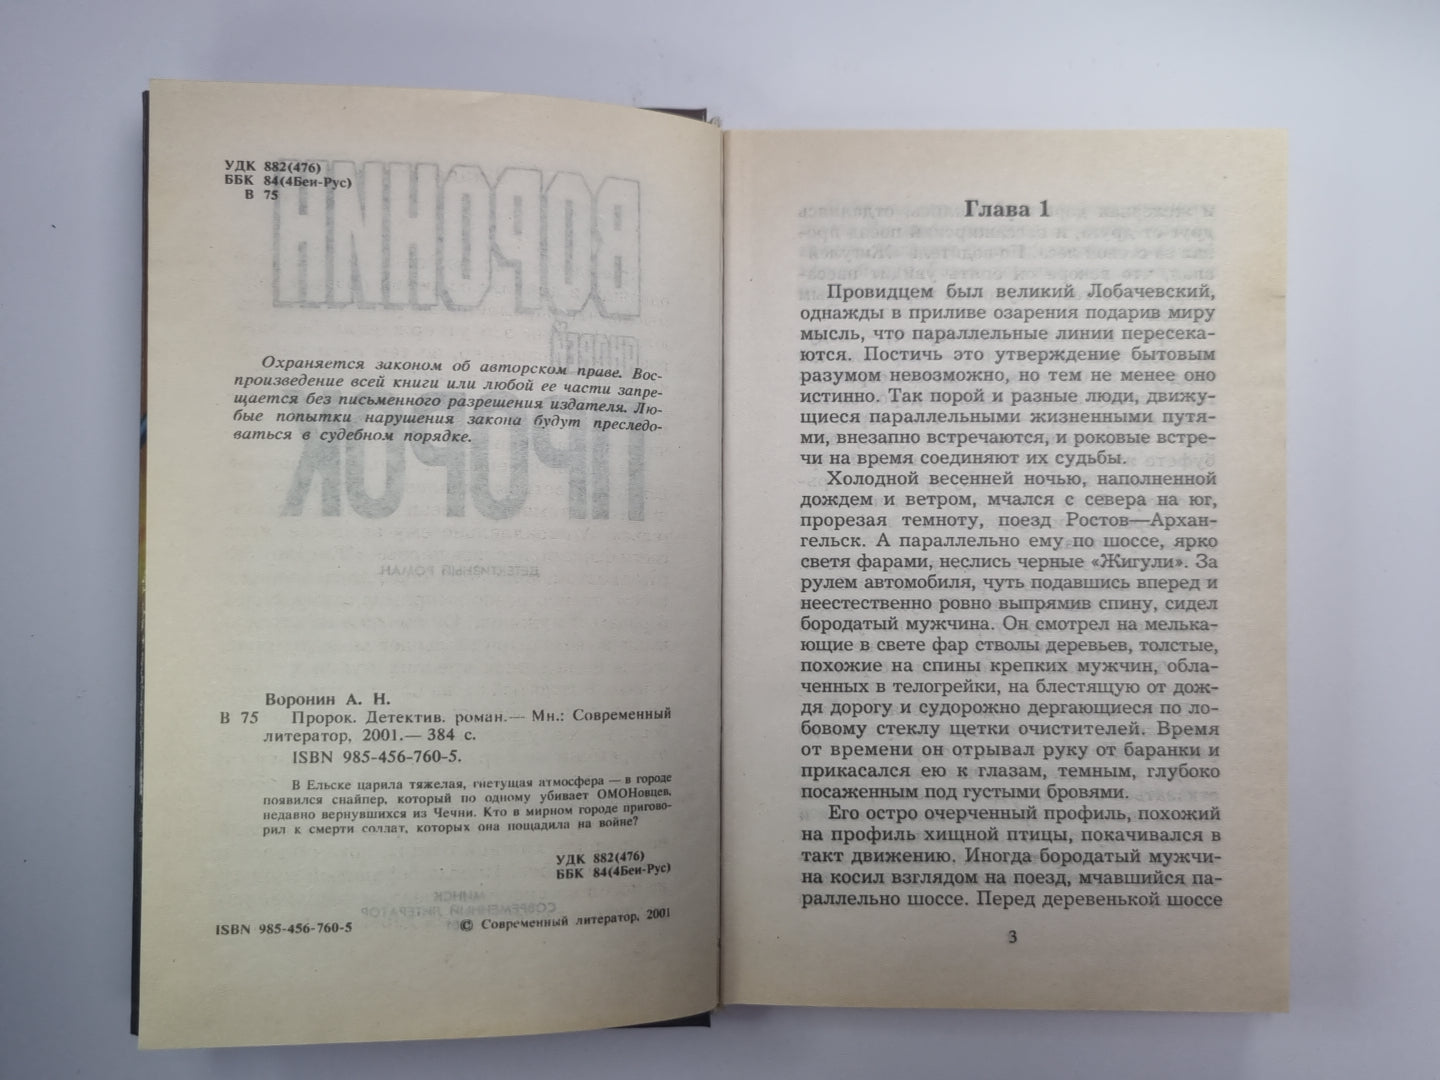 УДК 882(476)
ББК 84(4Беи-Рус)
В 75
Охраняется законом об авторском праве. Вос-
произведение всей книги или любой ее части запре-
щается без письменного разрешения издателя. Лю-
бые попытки нарушения закона будут преследо-
ваться в судебном порядке.
Воронин А. Н.
В 75 Пророк. Детектив. роман.— Мн.: Современный
литератор, 2001.— 384 с.
ISBN 985-456-760-5.
В Ельске царила тяжелая, гнетущая атмосфера — в городе
появился снайпер, который по одному убивает ОМОНовцев,
недавно вернувшихся из Чечни. Кто в мирном городе пригово-
рил к смерти солдат, которых она пощадила на войне?
УДК 882(476)
ББК 84(4Беи-Рус)
ISBN 985-456-760-5
© Современный литератор, 2001
Глава 1
Провидцем был великий Лобачевский,
однажды в приливе озарения подарив миру
мысль, что параллельные линии пересека-
ются. Постичь это утверждение бытовым
разумом невозможно, но тем не менее оно
истинно. Так порой и разные люди, движу-
щиеся параллельными жизненными путя-
ми, внезапно встречаются, и роковые встре-
чи на время соединяют их судьбы.
Холодной весенней ночью, наполненной
дождем и ветром, мчался с севера на юг,
прорезая темноту, поезд Ростов—Архан-
гельск. А параллельно ему по шоссе, ярко
светя фарами, неслись черные «Жигули». За
рулем автомобиля, чуть подавшись вперед и
неестественно ровно выпрямив спину, сидел
бородатый мужчина. Он смотрел на мелька-
ющие в свете фар стволы деревьев, толстые,
похожие на спины крепких мужчин, обла-
ченных в телогрейки, на блестящую от дож-
дя дорогу и судорожно дергающиеся по ло-
бовому стеклу щетки очистителей. Время
от времени он отрывал руку от баранки и
прикасался ею к глазам, темным, глубоко
посаженным под густыми бровями.
Его остро очерченный профиль, похожий
на профиль хищной птицы, покачивался в
такт движению. Иногда бородатый мужчи-
на косил взглядом на поезд, мчавшийся па-
раллельно шоссе. Перед деревенькой шоссе
3